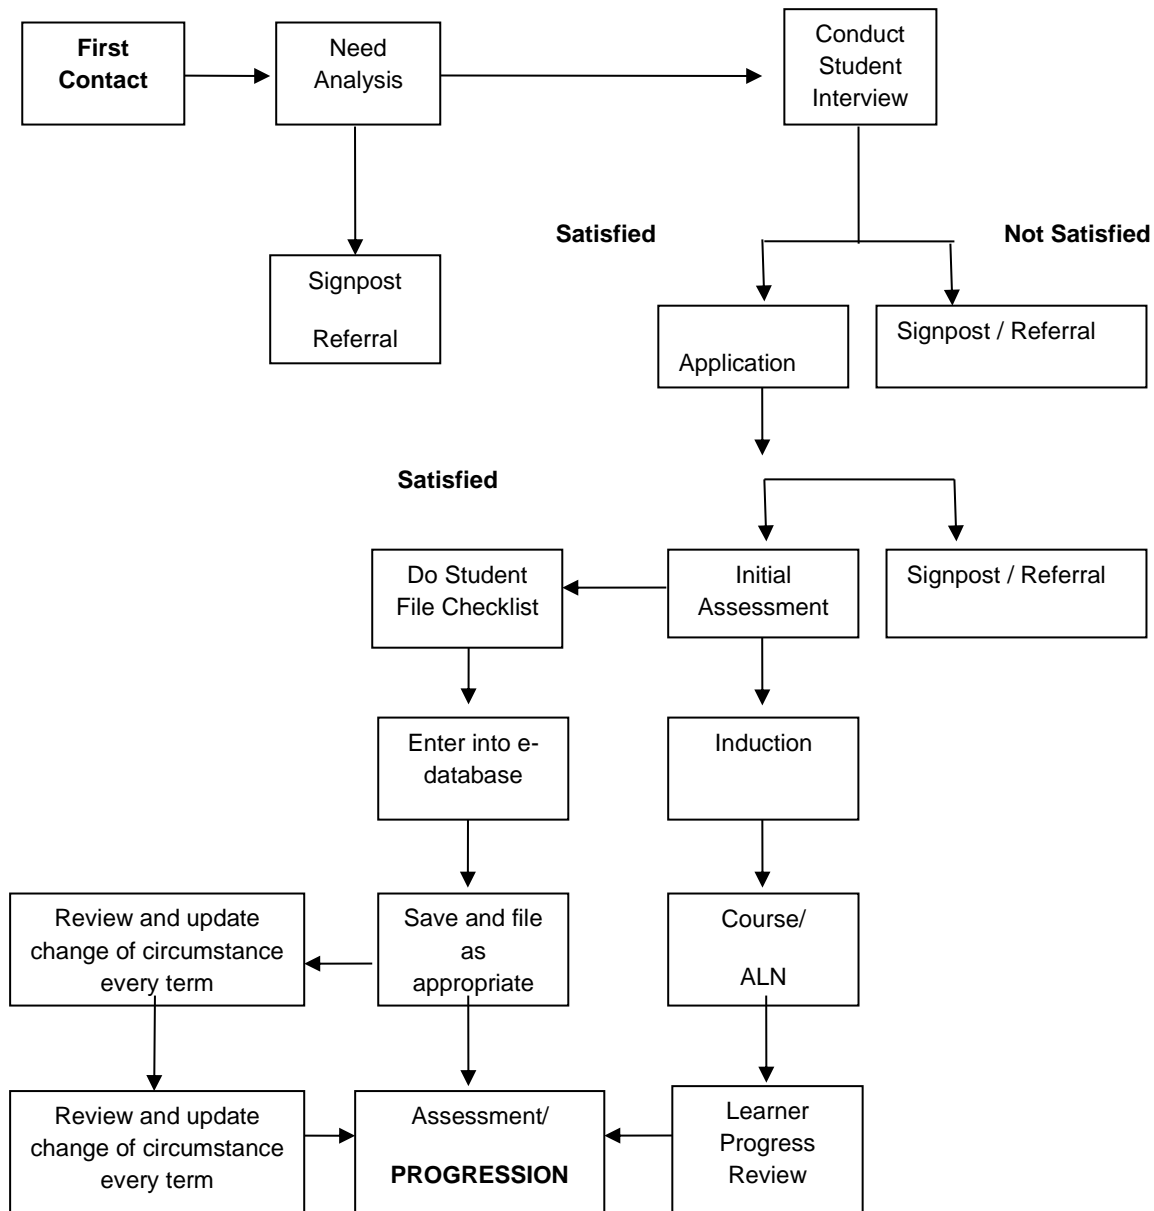 First
Contact
Need
Analysis
Conduct
Student
Interview
Signpost
Referral
Satisfied
Not Satisfied
Application
Signpost / Referral
Satisfied
Do Student
File Checklist
Initial
Assessment
Signpost / Referral
Enter into e-
database
Induction
Review and update
change of circumstance
every term
Save and file
as
appropriate
Course/
ALN
Review and update
change of circumstance
every term
Assessment/
PROGRESSION
Learner
Progress
Review